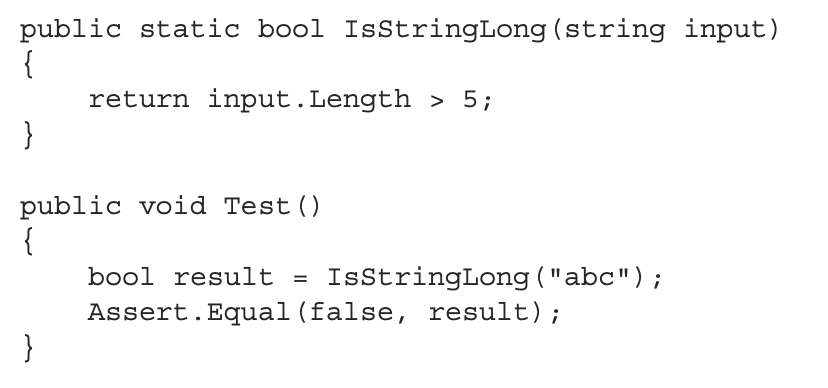 public static bool IsStringLong(string input)
{
    return input.Length > 5;
}

public void Test()
{
    bool result = IsStringLong("abc");
    Assert.Equal(false, result);
}